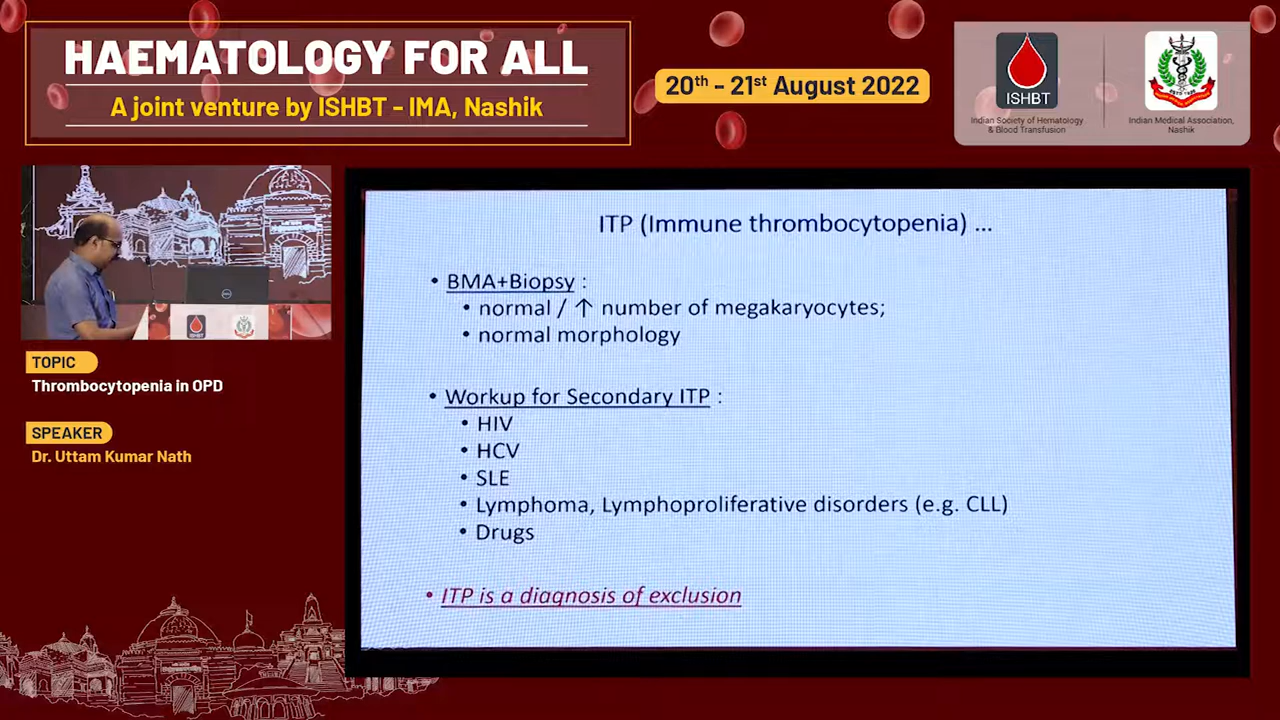 HAEMATOLOGY FOR ALL
A joint venture by ISHBT - IMA, Nashik
20th - 21st August 2022
ISHBT
Indian Society of Hematology
& Blood Transfusion
Indian Medical Association,
Nashik
TOPIC
Thrombocytopenia in OPD
SPEAKER
Dr. Uttam Kumar Nath
ITP (Immune thrombocytopenia) ...
• BMA+Biopsy :
• normal / ↑ number of megakaryocytes;
• normal morphology
• Workup for Secondary ITP :
• HIV
• HCV
• SLE
• Lymphoma, Lymphoproliferative disorders (e.g. CLL)
• Drugs
• ITP is a diagnosis of exclusion